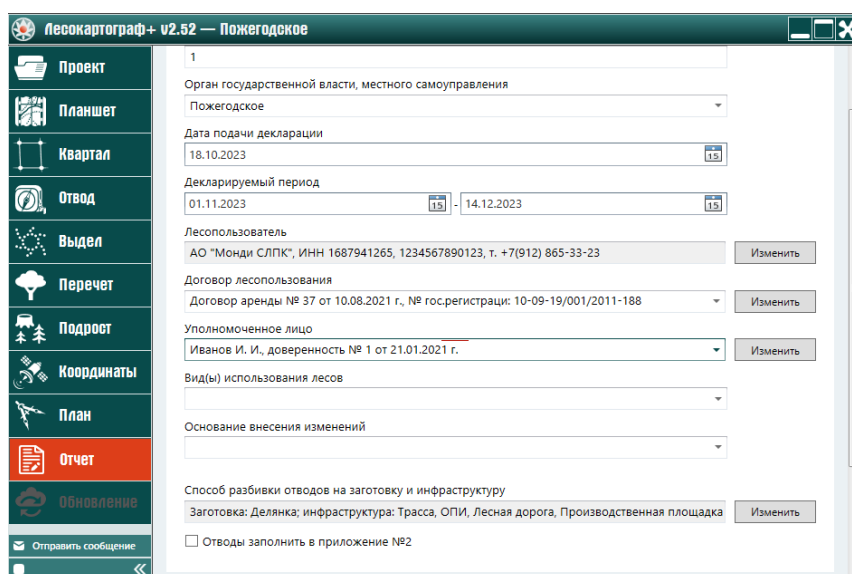 Лесокартограф+ v2.52 — Пожегодское
Проект
Планшет
Квартал
Отвод
Выдел
Перечет
Подрост
Координаты
План
Отчет
Обновление
Отправить сообщение
1
Орган государственной власти, местного самоуправления
Пожегодское
Дата подачи декларации
18.10.2023 15
Декларируемый период
01.11.2023 15 - 14.12.2023 15
Лесопользователь
АО "Монди СЛПК", ИНН 1687941265, 1234567890123, т. +7(912) 865-33-23 Изменить
Договор лесопользования
Договор аренды № 37 от 10.08.2021 г., № гос.регистраци: 10-09-19/001/2011-188 Изменить
Уполномоченное лицо
Иванов И. И., доверенность № 1 от 21.01.2021 г. Изменить
Вид(ы) использования лесов
Основание внесения изменений
Способ разбивки отводов на заготовку и инфраструктуру
Заготовка: Делянка; инфраструктура: Трасса, ОПИ, Лесная дорога, Производственная площадка Изменить
Отводы заполнить в приложение №2